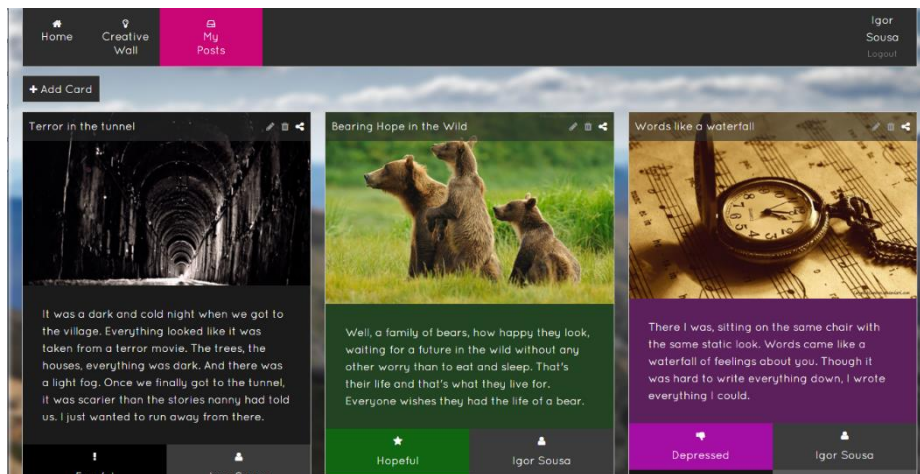 Home
Creative
Wall
My
Posts
Igor
Sousa
Logout
+ Add Card
Terror in the tunnel
It was a dark and cold night when we got to
the village. Everything looked like it was
taken from a terror movie. The trees, the
houses, everything was dark. And there was
a light fog. Once we finally got to the tunnel,
it was scarier than the stories nanny had told
us. I just wanted to run away from there.
Bearing Hope in the Wild
Well, a family of bears, how happy they look,
waiting for a future in the wild without any
other worry than to eat and sleep. That's
their life and that's what they live for.
Everyone wishes they had the life of a bear.
Hopeful
Igor Sousa
Words like a waterfall
There I was, sitting on the same chair with
the same static look. Words came like a
waterfall of feelings about you. Though it
was hard to write everything down, I wrote
everything I could.
Depressed
Igor Sousa